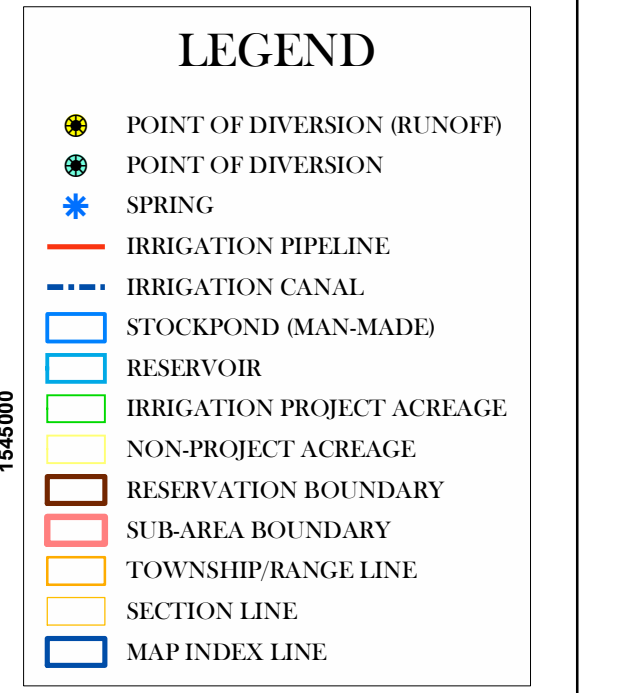 LEGEND
POINT OF DIVERSION (RUNOFF)
POINT OF DIVERSION
SPRING
IRRIGATION PIPELINE
IRRIGATION CANAL
STOCKPOND (MAN-MADE)
RESERVOIR
IRRIGATION PROJECT ACREAGE
NON-PROJECT ACREAGE
RESERVATION BOUNDARY
SUB-AREA BOUNDARY
TOWNSHIP/RANGE LINE
SECTION LINE
MAP INDEX LINE
1545000